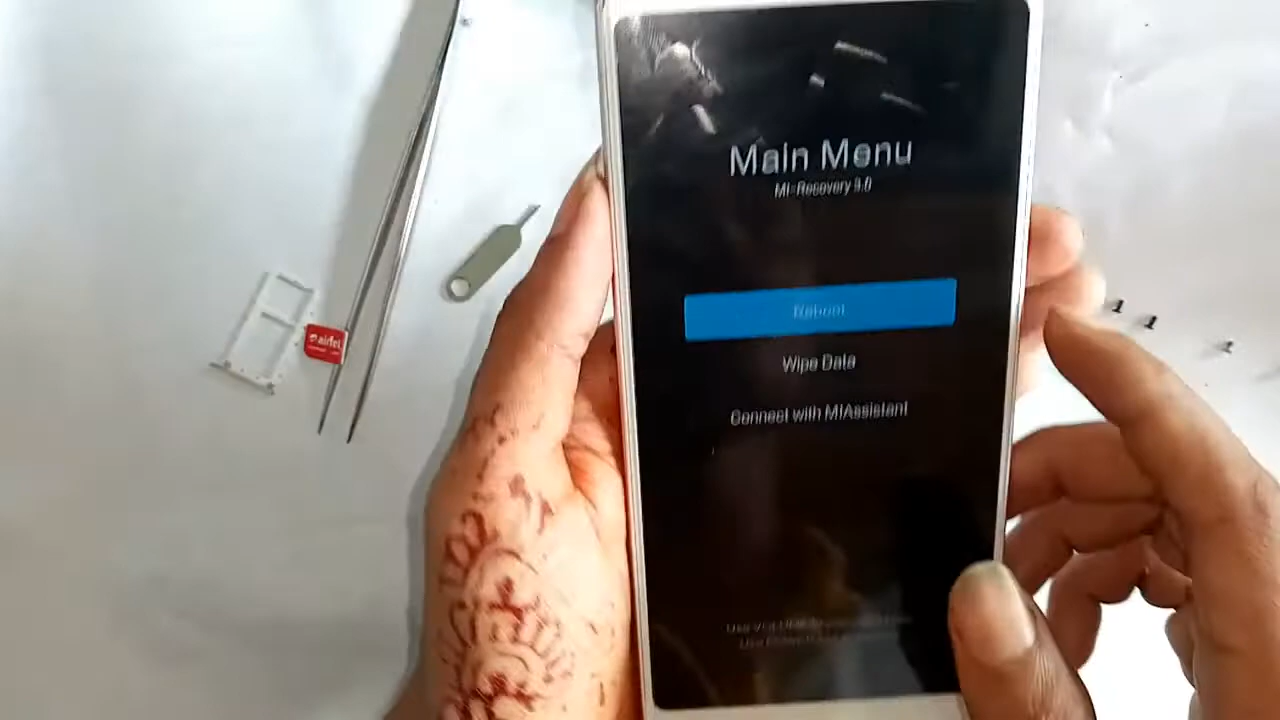 Main Menu
MI-Recovery 3.0
Reboot
Wipe Data
Connect with MIAssistant
airtel